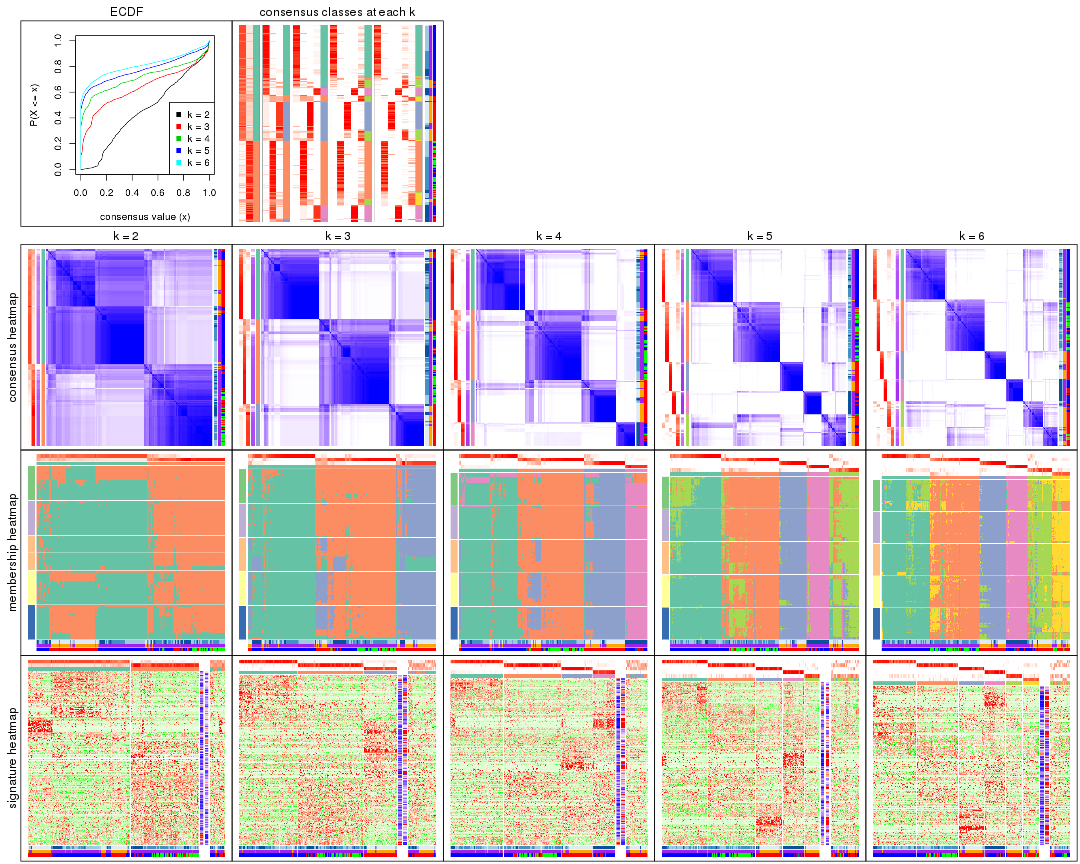 ECDF
consensus classes at each k
P(X <= x)
0.0 0.2 0.4 0.6 0.8 1.0
k = 2
k = 3
k = 4
k = 5
k = 6
0.0 0.2 0.4 0.6 0.8 1.0
consensus value (x)
k = 2 k = 3 k = 4 k = 5 k = 6
consensus heatmap
membership heatmap
signature heatmap